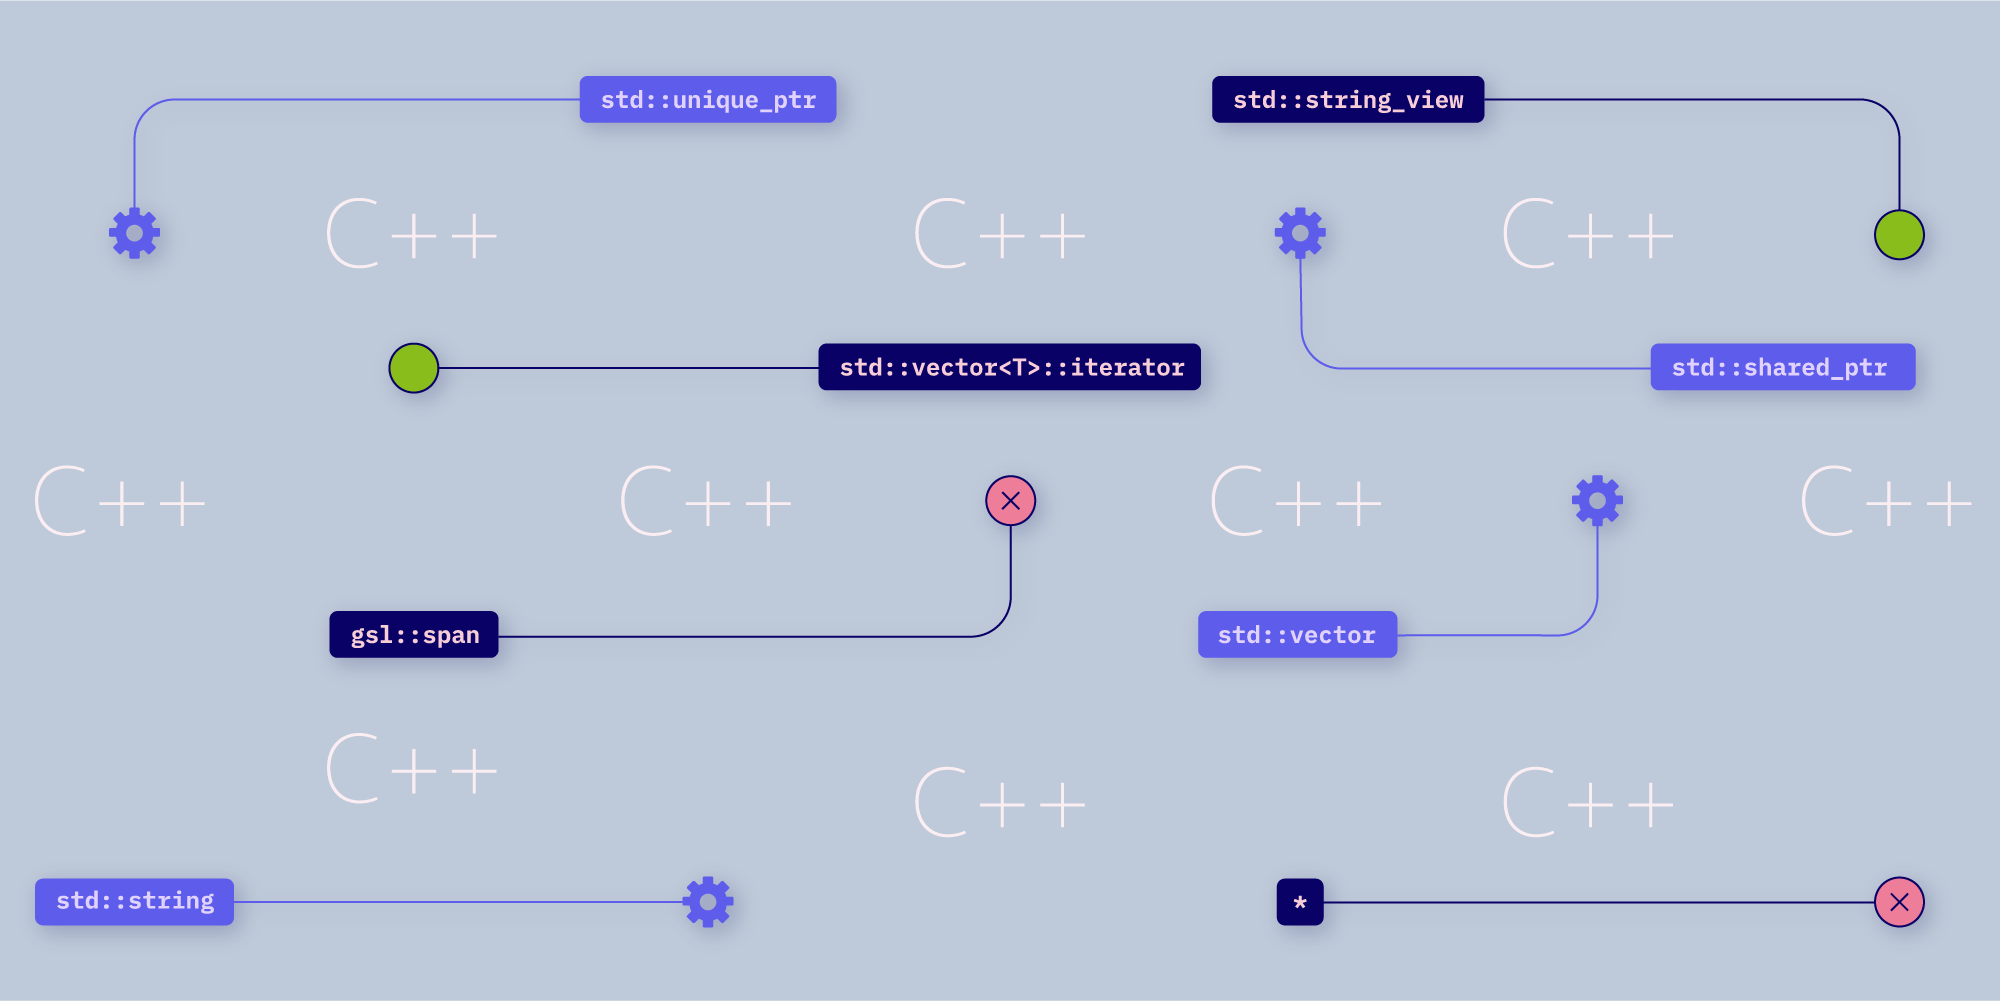 std::unique_ptr
std::string_view
C++
C++
C++
std::vector<T>::iterator
std::shared_ptr
C++
C++
C++
C++
gsl::span
std::vector
C++
C++
C++
std::string
*